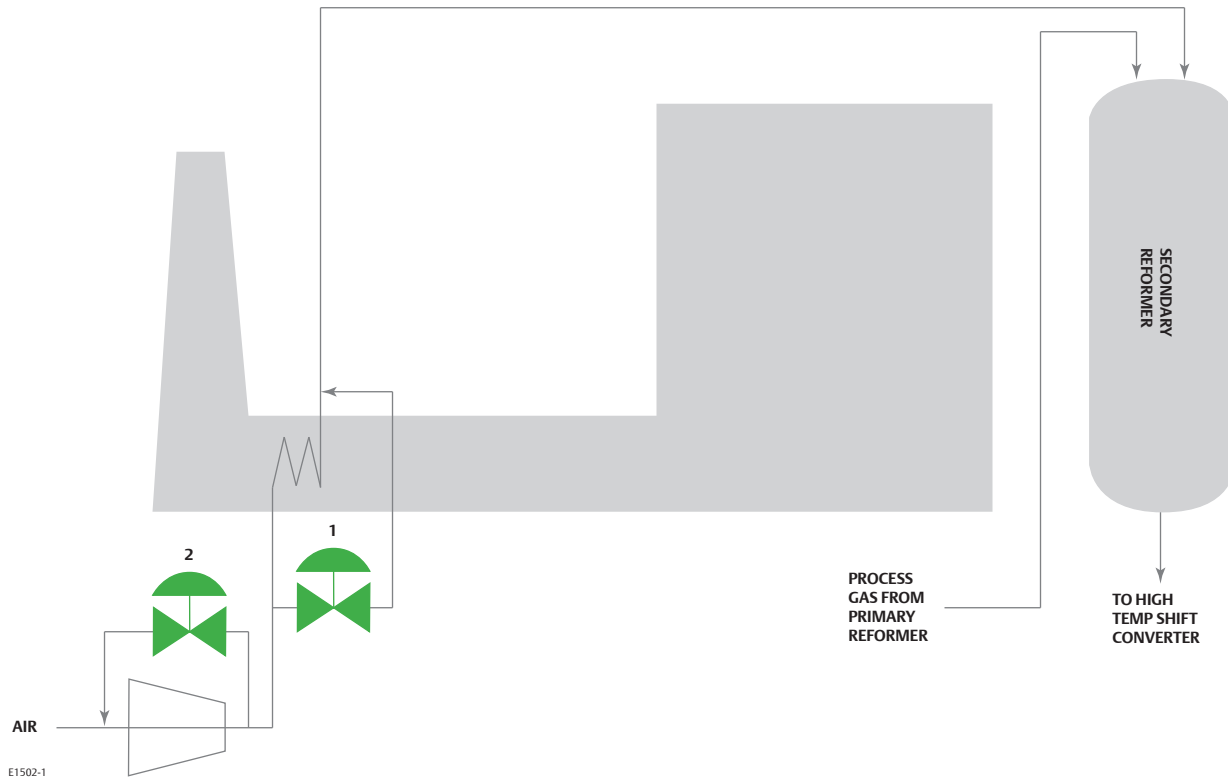 SECONDARY
REFORMER
2
1
PROCESS
GAS FROM
PRIMARY
REFORMER
TO HIGH
TEMP SHIFT
CONVERTER
AIR
E1502-1